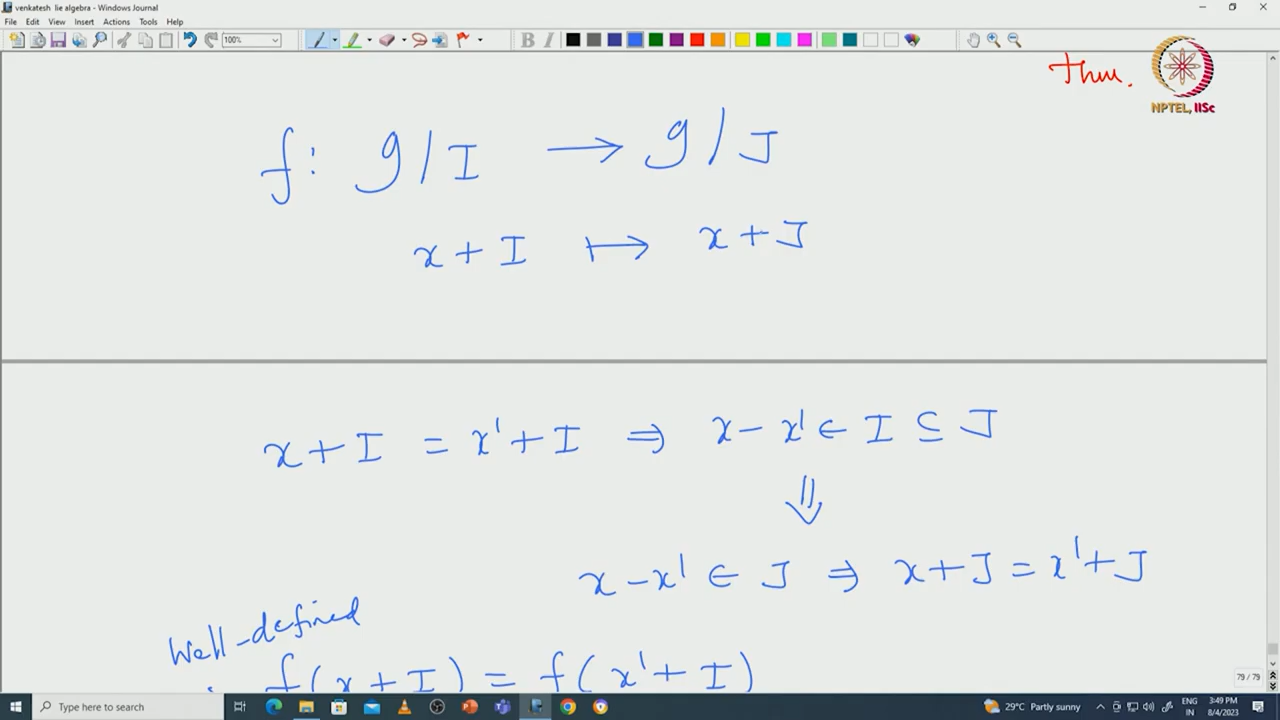 venkatesh lie algebra - Windows Journal
File Edit View Insert Actions Tools Help
100%
B I
Thm.
NPTEL, IISc
f: g/I ⟶ g/J
x + I ⟼ x + J
x + I = x' + I ⇒ x - x' ∈ I ⊆ J
⇓
x - x' ∈ J ⇒ x + J = x' + J
Well-defined
f(x + I) = f(x' + I)
79 / 79
Type here to search
29°C Partly sunny
ENG
IN
3:49 PM
8/4/2023